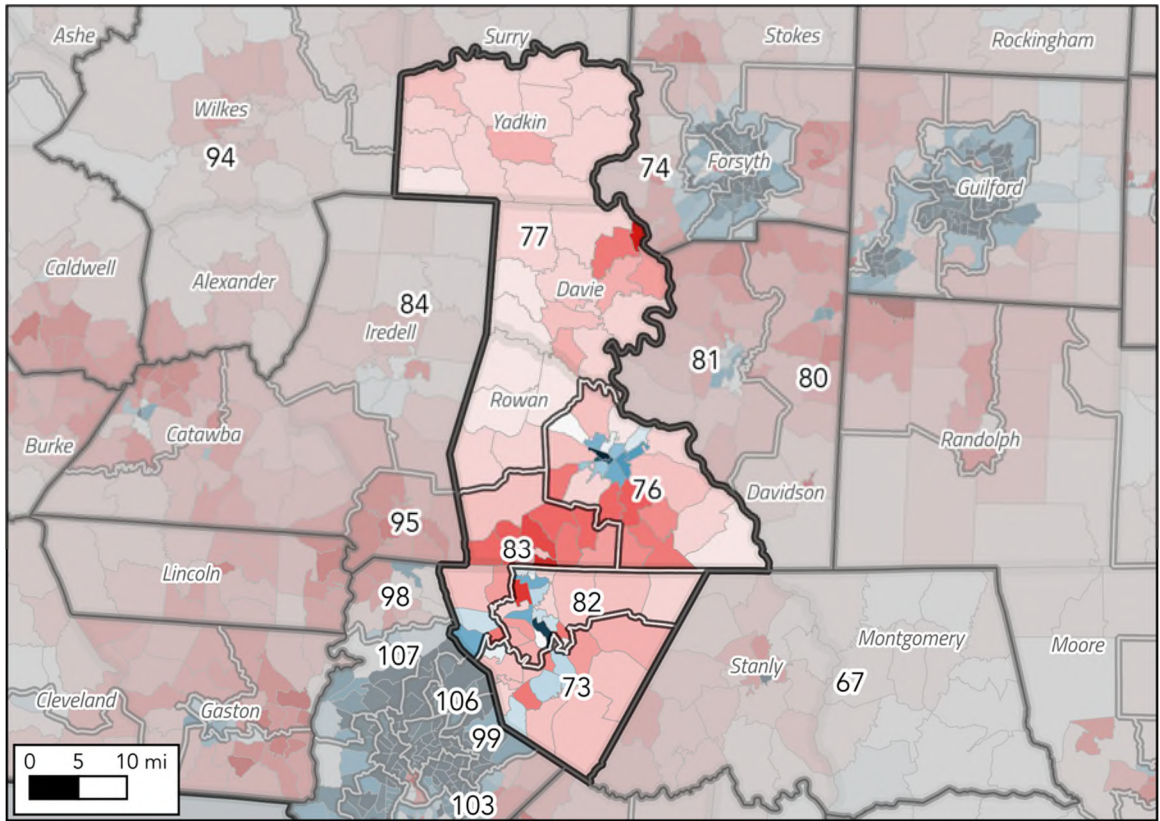 Ashe
Surry
Stokes
Rockingham
Wilkes
Yadkin
94
74
Forsyth
Guilford
77
Caldwell
Alexander
Davie
84
Iredell
81
80
Rowan
Burke
Catawba
Randolph
76
Davidson
95
83
Lincoln
98
82
107
Montgomery
Moore
Stanly
73
67
106
Cleveland
Gaston
99
0 5 10 mi
103